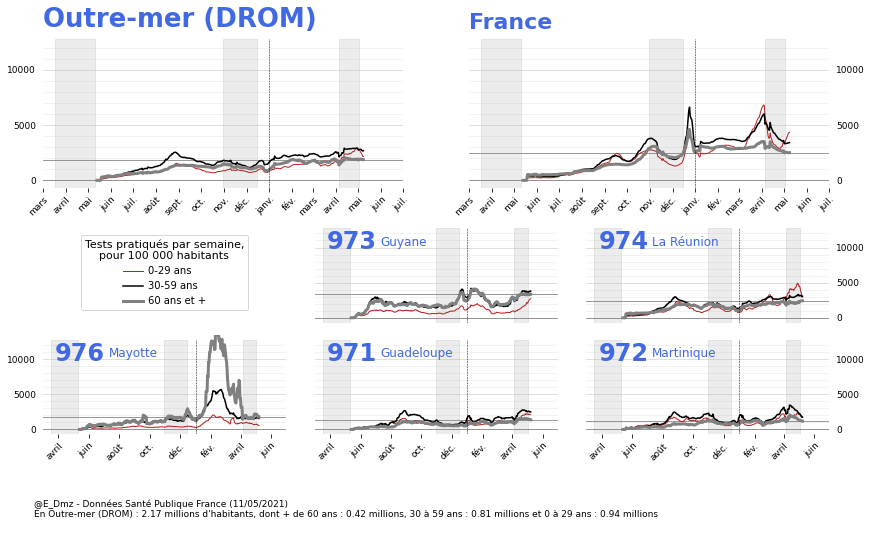 Outre-mer (DROM)
France
10000
5000
0
10000
5000
0
mars avril mai juin juil. août sept. oct. nov. déc. janv. fév. mars avril mai juin juil.
mars avril mai juin juil. août sept. oct. nov. déc. janv. fév. mars avril mai juin juil.
Tests pratiqués par semaine,
pour 100 000 habitants
0-29 ans
30-59 ans
60 ans et +
973 Guyane
974 La Réunion
10000
5000
0
976 Mayotte
971 Guadeloupe
972 Martinique
10000
5000
0
10000
5000
0
avril juin août oct. déc. fév. avril juin
avril juin août oct. déc. fév. avril juin
avril juin août oct. déc. fév. avril juin
@E_Dmz - Données Santé Publique France (11/05/2021)
En Outre-mer (DROM) : 2.17 millions d'habitants, dont + de 60 ans : 0.42 millions, 30 à 59 ans : 0.81 millions et 0 à 29 ans : 0.94 millions